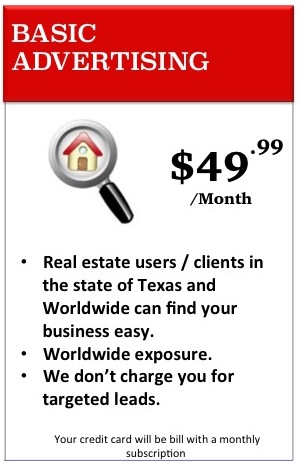 BASIC
ADVERTISING
$49.99
/Month
• Real estate users / clients in
the state of Texas and
Worldwide can find your
business easy.
• Worldwide exposure.
• We don’t charge you for
targeted leads.
Your credit card will be bill with a monthly
subscription